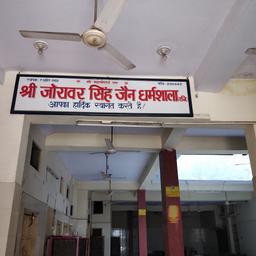 श्री जोरावर सिंह जैन धर्मशाला
आपका हार्दिक स्वागत करते है।